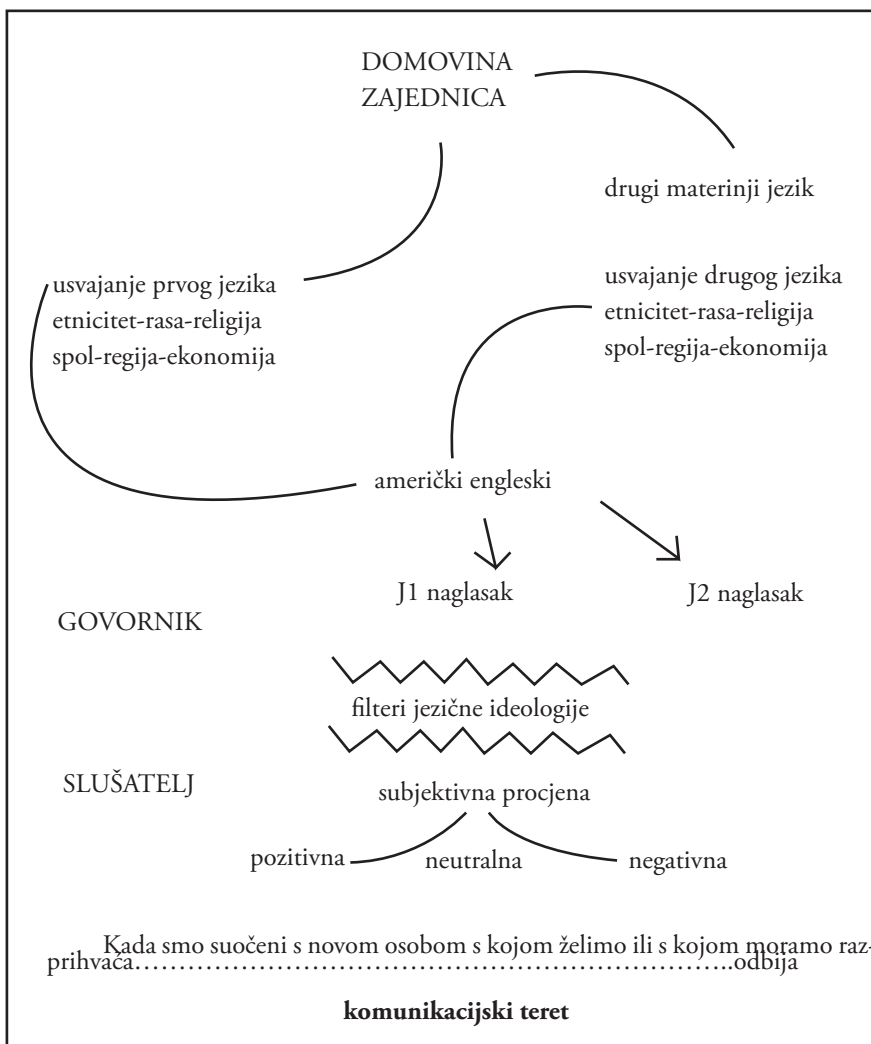 DOMOVINA
ZAJEDNICA
drugi materinji jezik
usvajanje prvog jezika
etnicitet-rasa-religija
spol-regija-ekonomija
usvajanje drugog jezika
etnicitet-rasa-religija
spol-regija-ekonomija
amerìčki engleski
J1 naglasak
J2 naglasak
GOVORNIK
filteri jezične ideologije
SLUŠATELJ
subjektivna procjena
pozitivna
neutralna
negativna
Kada smo suočeni s novom osobom s kojom želimo ili s kojom moramo raz-
prihvaća…………………………………………………………………..odbija
komunikacijski teret